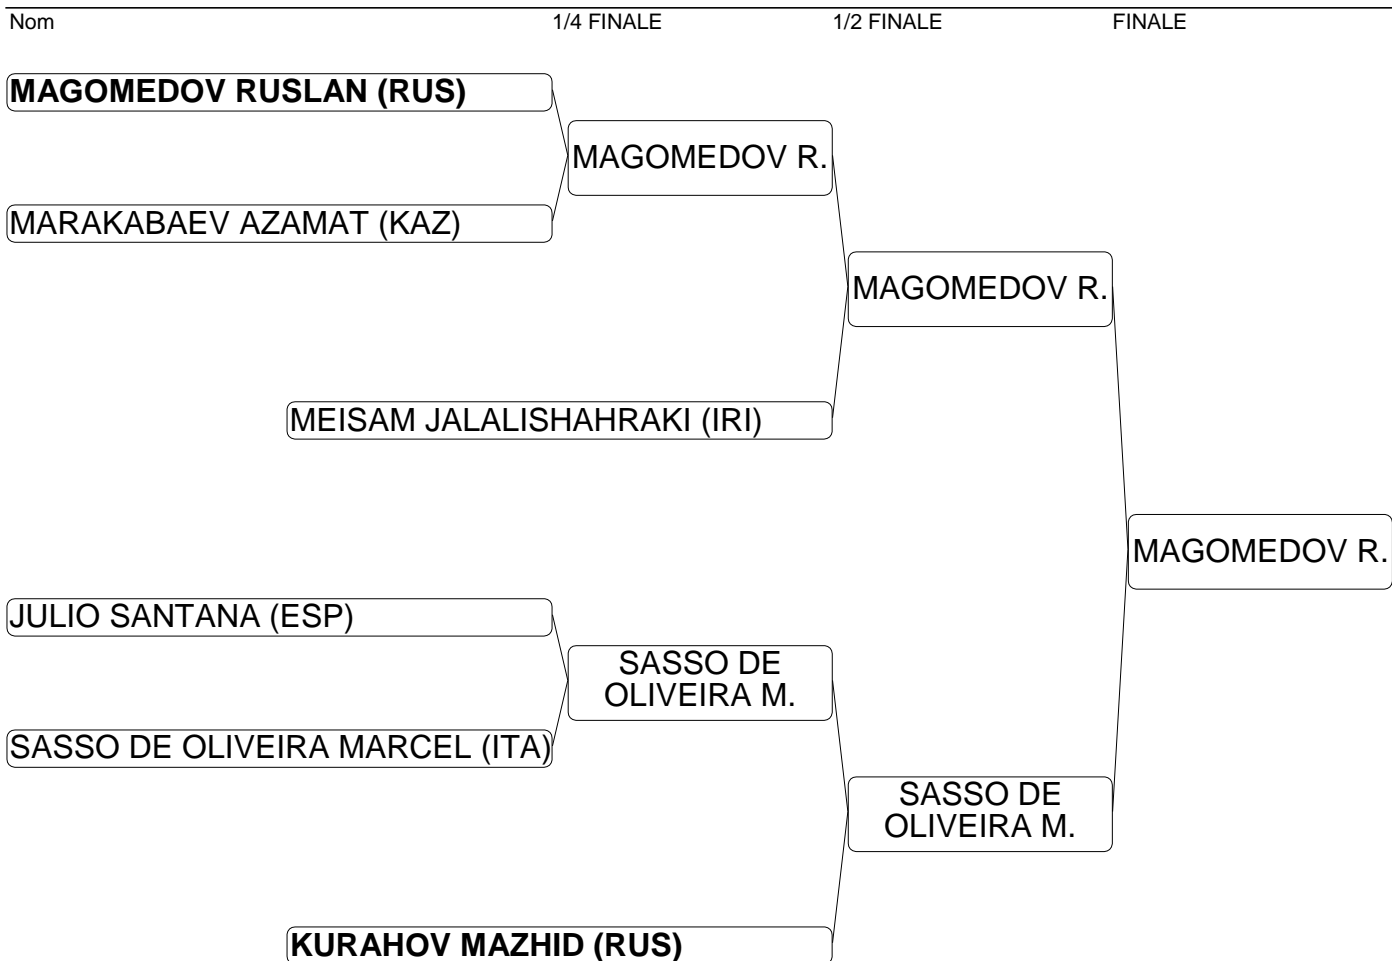 Nom 1/4 FINALE 1/2 FINALE FINALE
MAGOMEDOV RUSLAN (RUS)
MAGOMEDOV R.
MARAKABAEV AZAMAT (KAZ)
MAGOMEDOV R.
MEISAM JALALISHAHRAKI (IRI)
MAGOMEDOV R.
JULIO SANTANA (ESP)
SASSO DE
OLIVEIRA M.
SASSO DE OLIVEIRA MARCEL (ITA)
SASSO DE
OLIVEIRA M.
KURAHOV MAZHID (RUS)